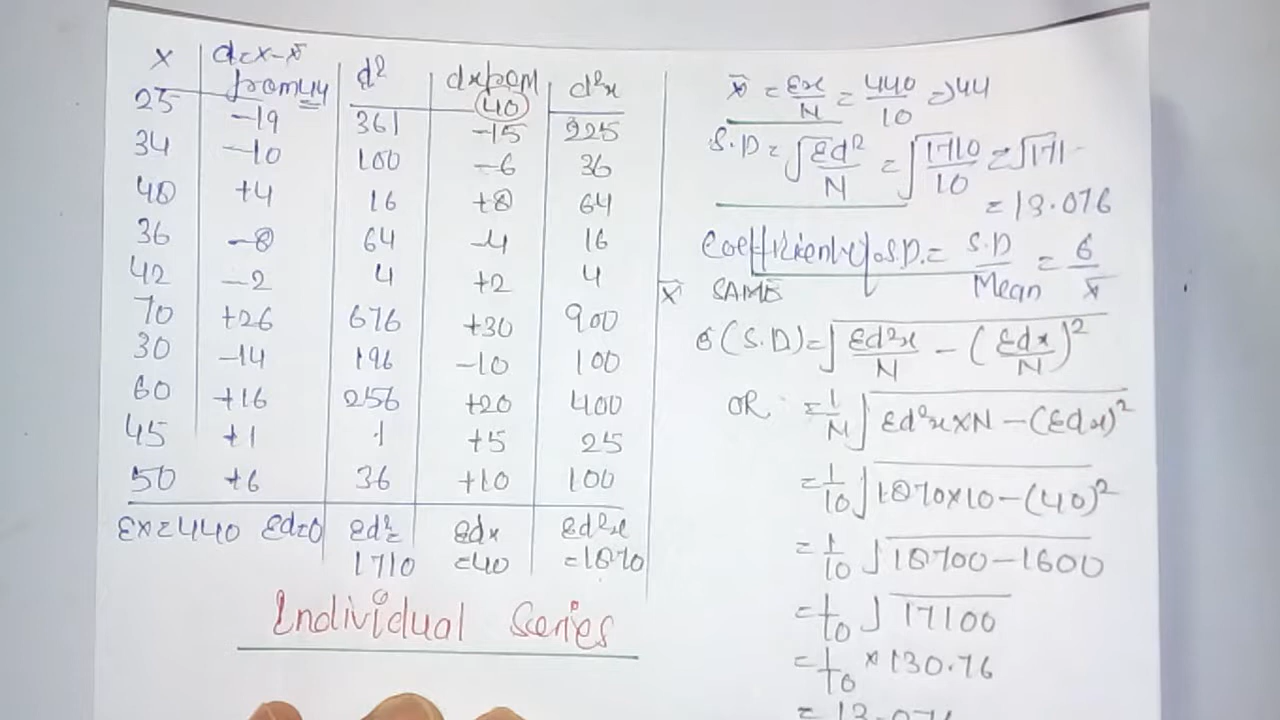 x d=x-x̄ from 44 d² dx from 40 d²x
25 -19 361 -15 225
34 -10 100 -6 36
48 +4 16 +8 64
36 -8 64 -4 16
42 -2 4 +2 4
70 +26 676 +30 900
30 -14 196 -10 100
60 +16 256 +20 400
45 +1 1 +5 25
50 +6 36 +10 100
Σx=440 Σd=0 Σd²= 1710 Σdx =40 Σd²x =1870
Individual Series
x̄ = Σx/N = 440/10 = 44
S.D = √Σd²/N = √1710/10 = √171
= 13.076
Coefficient of S.D. = S.D/Mean = σ/x̄
x̄ SAME
σ(S.D) = √Σd²x/N - (Σdx/N)²
OR = 1/N √Σd²x×N - (Σdx)²
= 1/10 √1870×10 - (40)²
= 1/10 √18700 - 1600
= 1/10 √17100
= 1/10 × 130.76
= 13.076